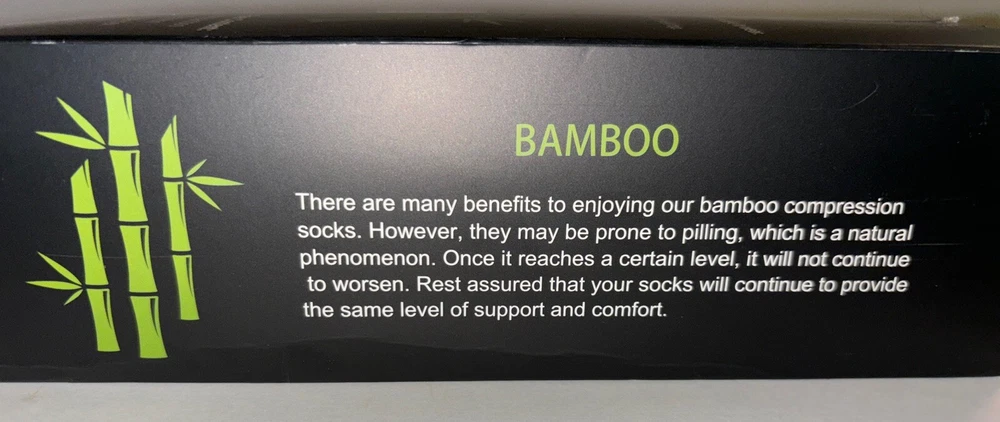 BAMBOO
There are many benefits to enjoying our bamboo compression
socks. However, they may be prone to pilling, which is a natural
phenomenon. Once it reaches a certain level, it will not continue
to worsen. Rest assured that your socks will continue to provide
the same level of support and comfort.